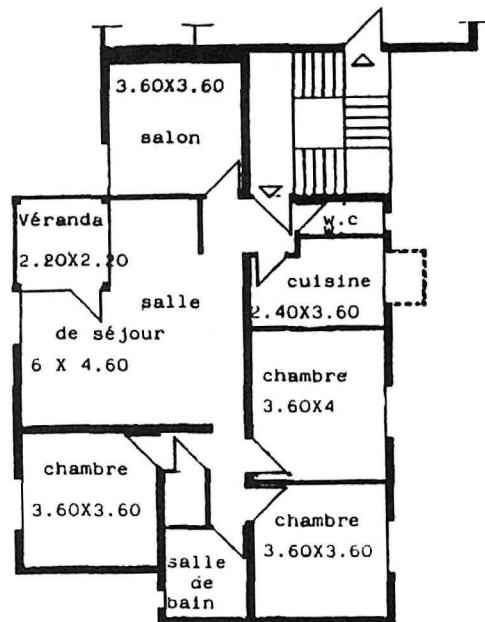 3.60X3.60
salon
w.c
Véranda
2.20X2.20
salle
de séjour
6 X 4.60
cuisine
2.40X3.60
chambre
3.60X4
chambre
3.60X3.60
chambre
3.60X3.60
salle
de
bain